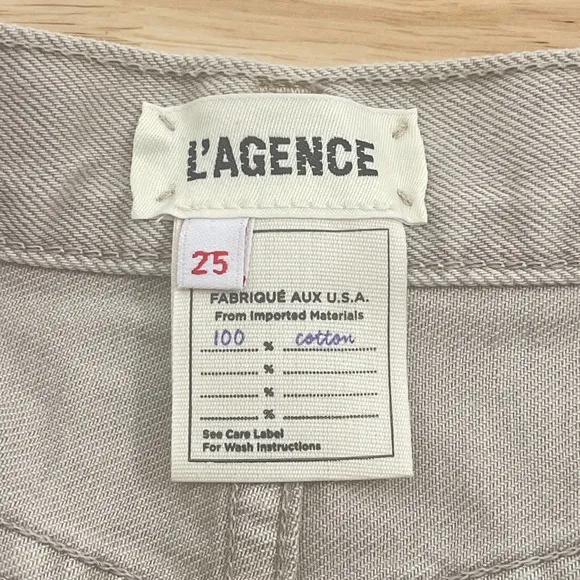 L'AGENCE
25
FABRIQUÉ AUX U.S.A.
From Imported Materials
100 % cotton
%
%
%
See Care Label
For Wash Instructions